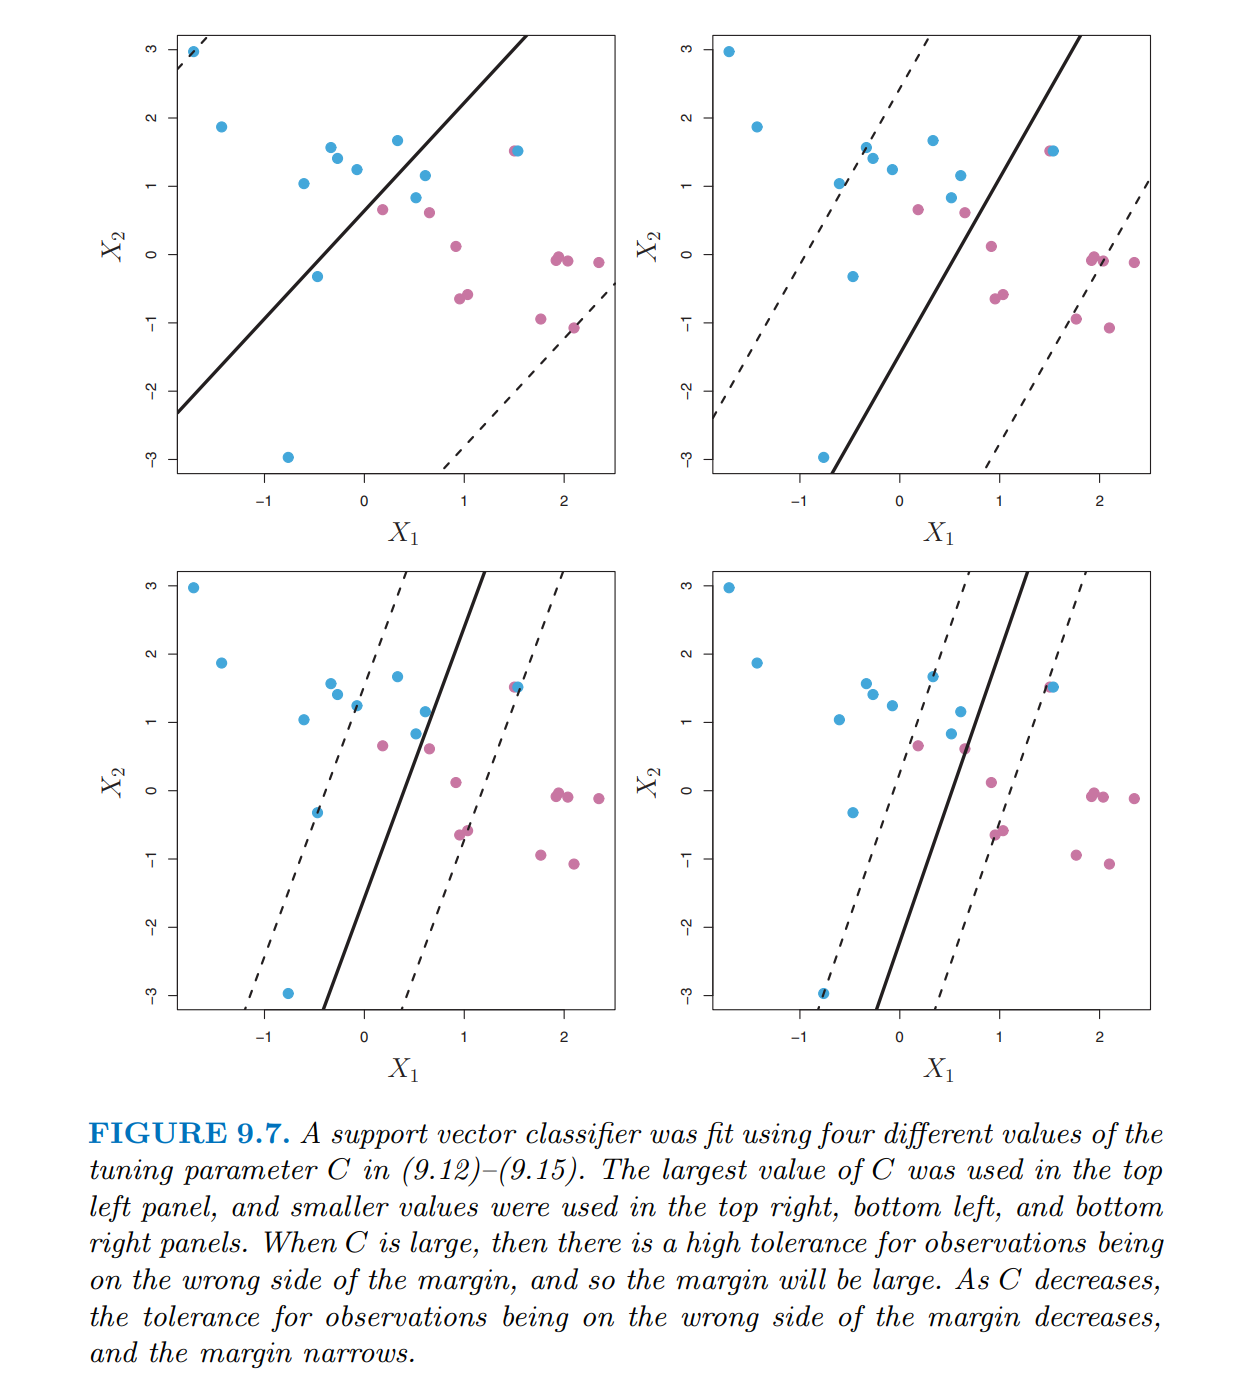 3
2
1
0
−1
−2
−3
X2
−1
0
1
2
X1
3
2
1
0
−1
−2
−3
X2
−1
0
1
2
X1
3
2
1
0
−1
−2
−3
X2
−1
0
1
2
X1
3
2
1
0
−1
−2
−3
X2
−1
0
1
2
X1
FIGURE 9.7. A support vector classifier was fit using four different values of the
tuning parameter C in (9.12)–(9.15). The largest value of C was used in the top
left panel, and smaller values were used in the top right, bottom left, and bottom
right panels. When C is large, then there is a high tolerance for observations being
on the wrong side of the margin, and so the margin will be large. As C decreases,
the tolerance for observations being on the wrong side of the margin decreases,
and the margin narrows.